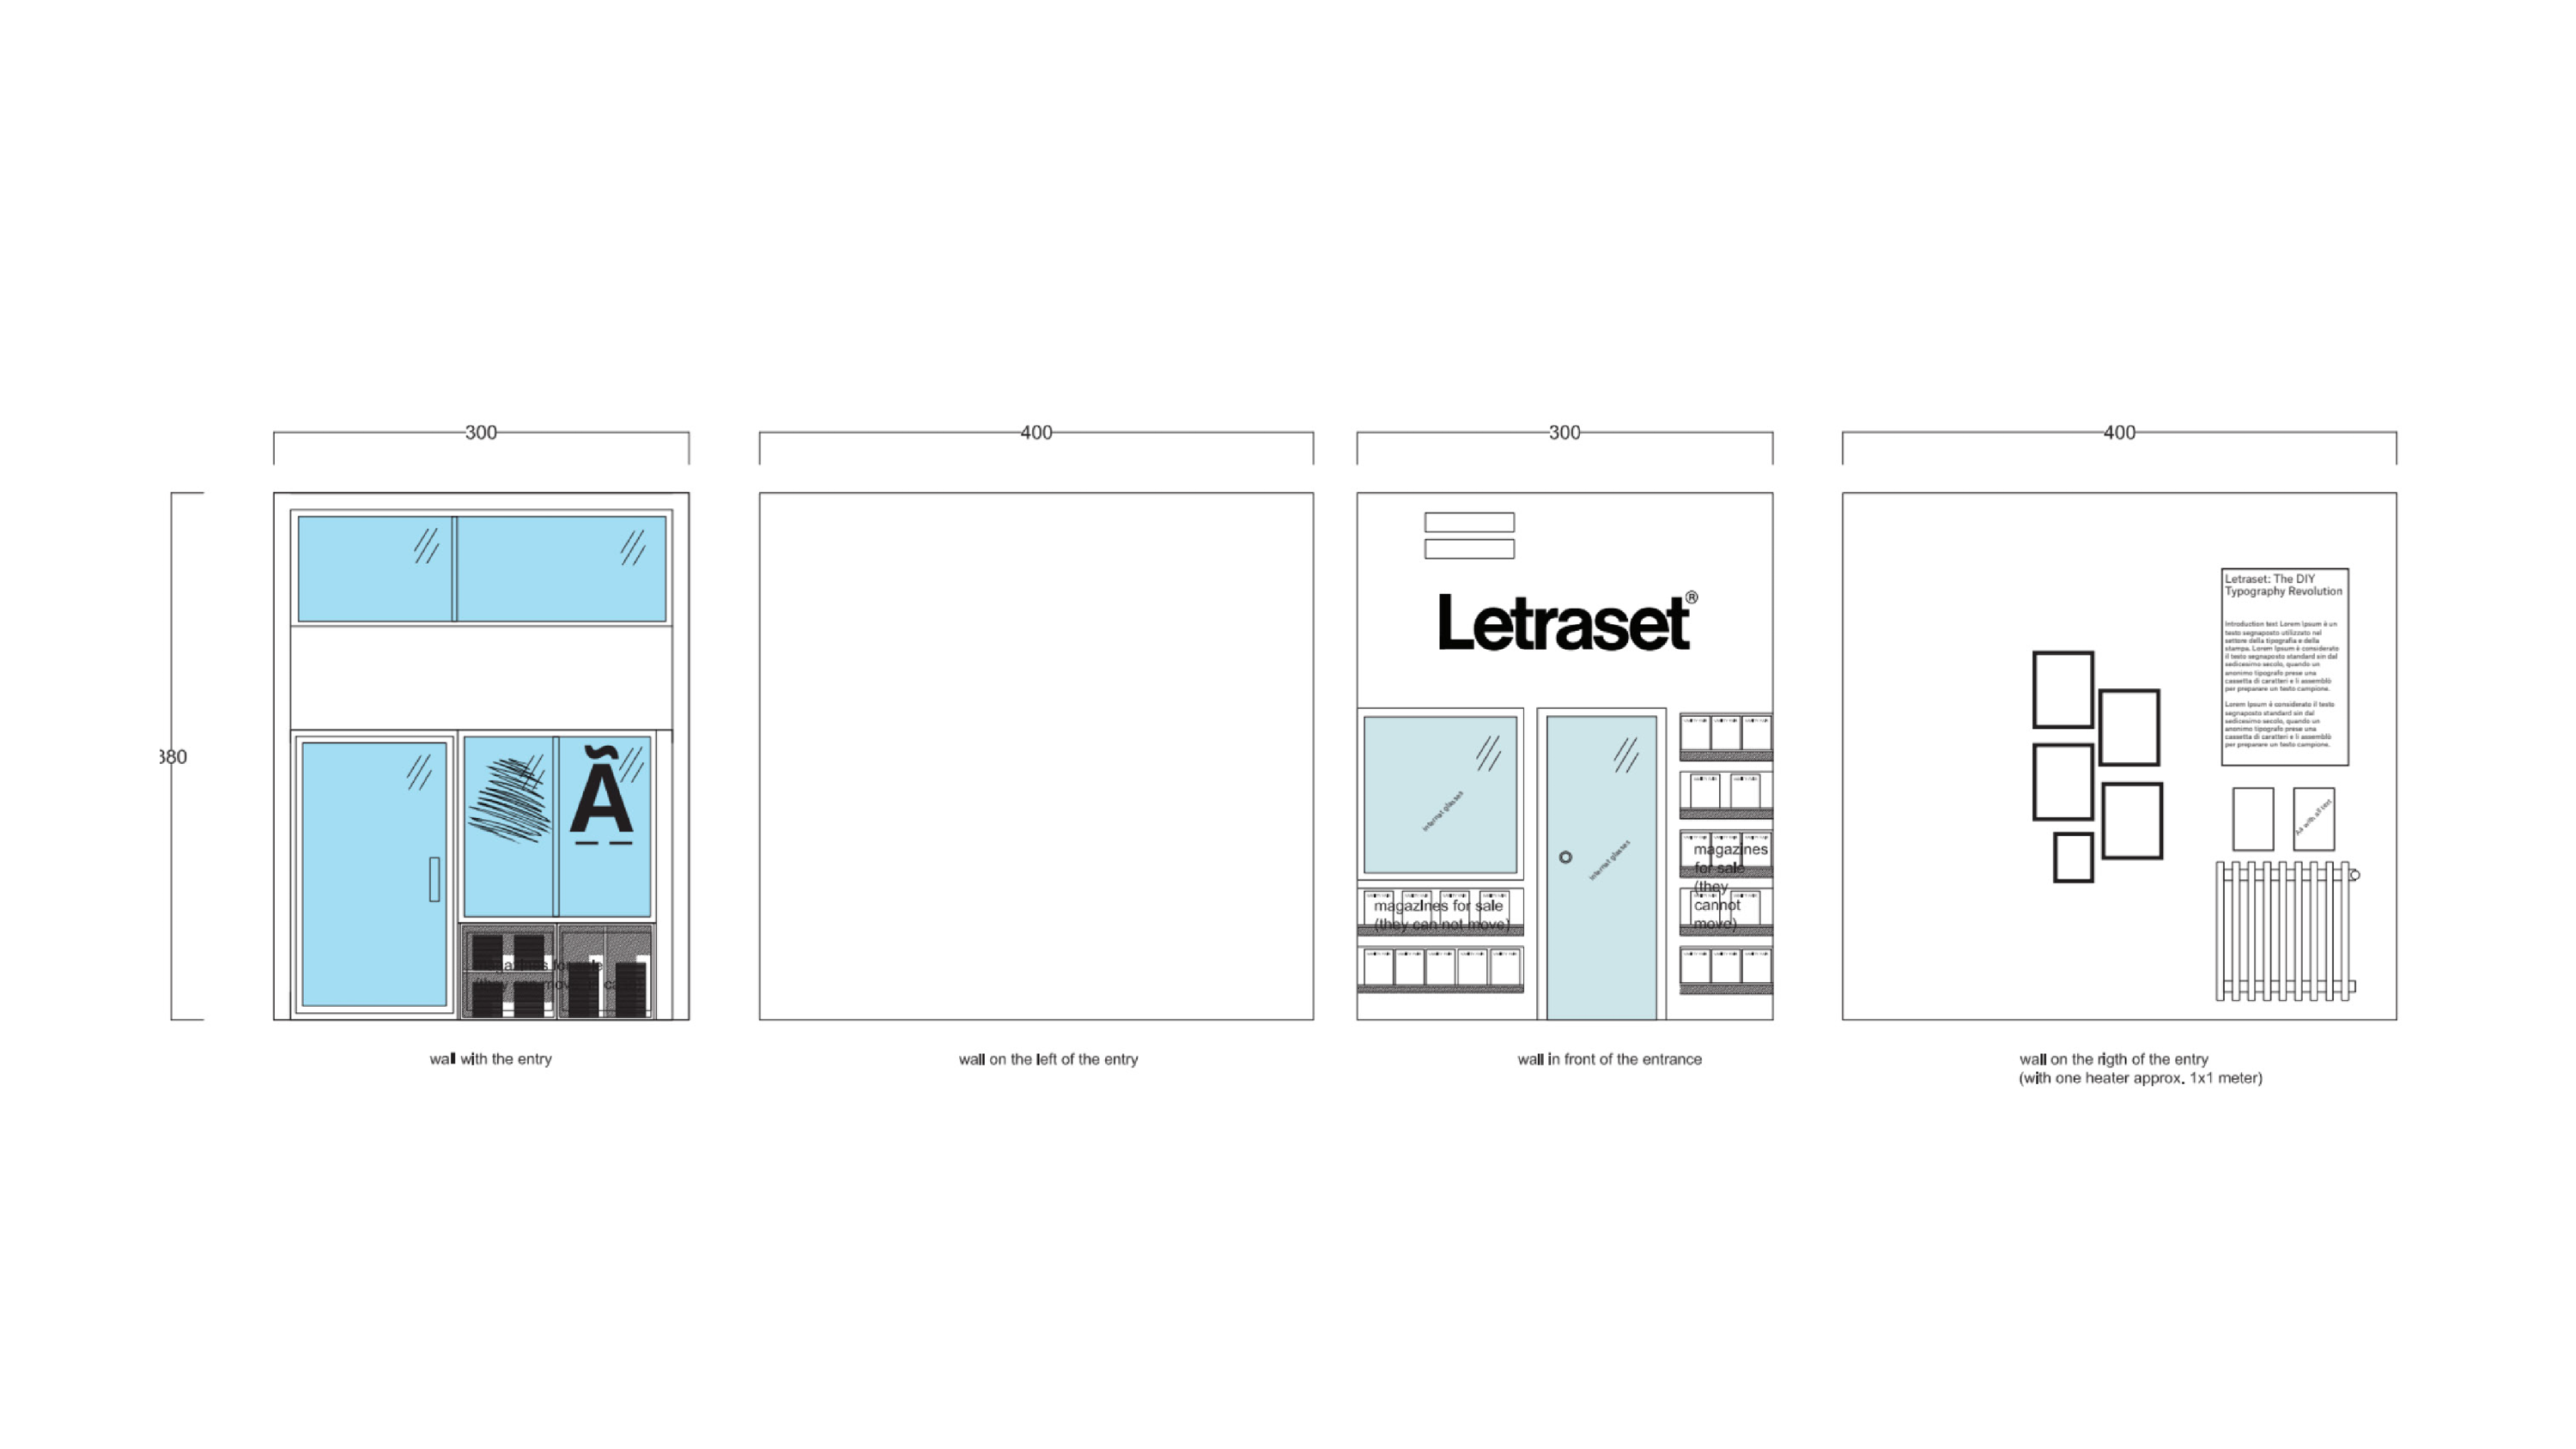 300
400
300
400
380
Ã
Letraset®
internal glasses
internal glasses
magazines for sale
(they can not move)
magazines
for sale
(they
cannot
move)
Letraset: The DIY
Typography Revolution
Introduction test Lorem Ipsum è un
testo segnaposto utilizzato nel
settore della tipografia e della
stampa. Lorem Ipsum è considerato
il testo segnaposto standard sin dal
sedicesimo secolo, quando un
anonimo tipografo prese una
cassetta di caratteri e li assemblò
per preparare un testo campione.
Lorem Ipsum è considerato il testo
segnaposto standard sin dal
sedicesimo secolo, quando un
anonimo tipografo prese una
cassetta di caratteri e li assemblò
per preparare un testo campione.
A4 with all text
wall with the entry
wall on the left of the entry
wall in front of the entrance
wall on the rigth of the entry
(with one heater approx. 1x1 meter)